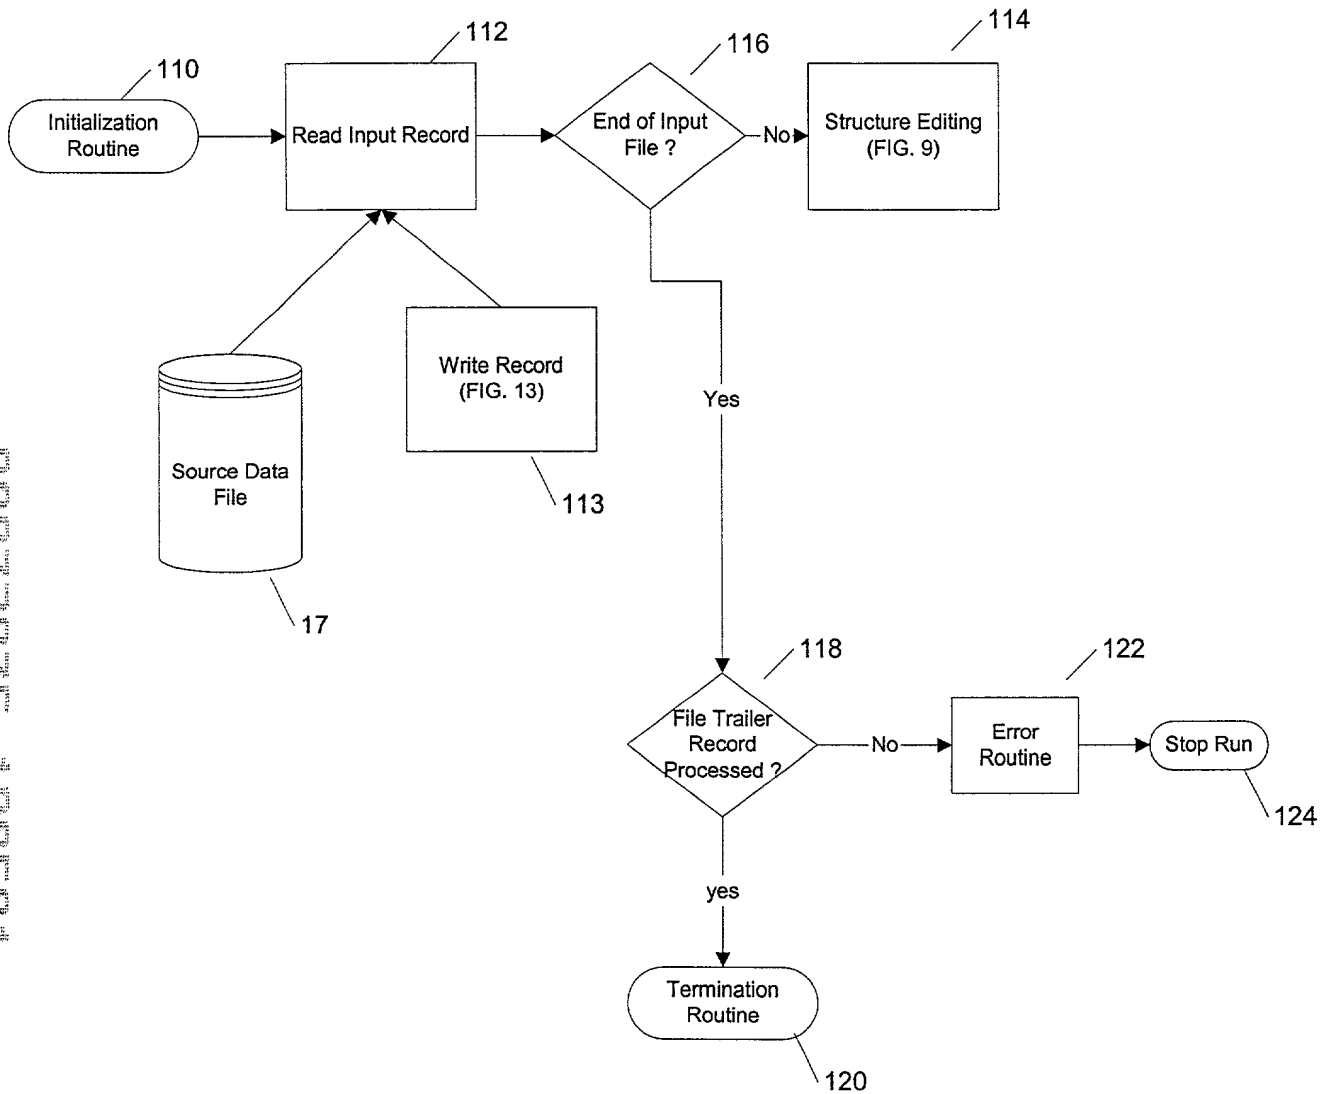 110
Initialization
Routine
112
Read Input Record
116
End of Input
File ?
No
114
Structure Editing
(FIG. 9)
Write Record
(FIG. 13)
113
Source Data
File
17
Yes
118
File Trailer
Record
Processed ?
No
122
Error
Routine
Stop Run
124
yes
Termination
Routine
120